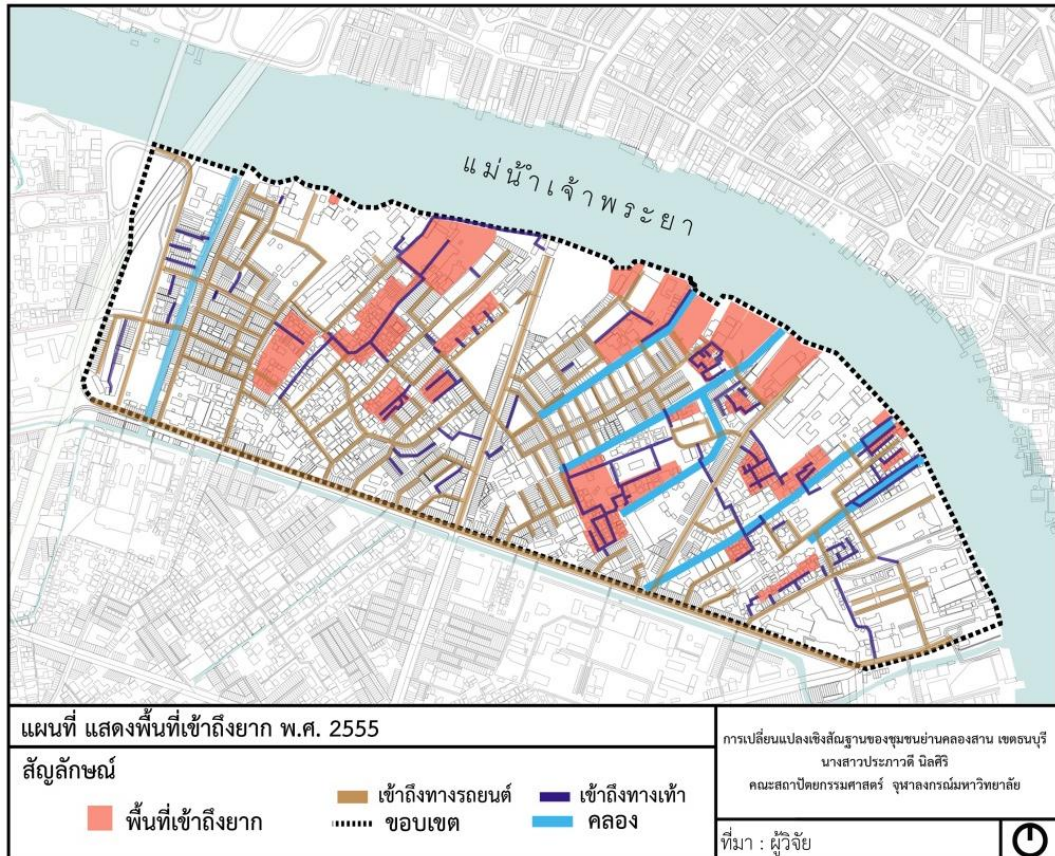 แม่น้ำเจ้าพระยา
แผนที่ แสดงพื้นที่เข้าถึงยาก พ.ศ. 2555
สัญลักษณ์
พื้นที่เข้าถึงยาก
เข้าถึงทางรถยนต์
เข้าถึงทางเท้า
ขอบเขต
คลอง
การเปลี่ยนแปลงเชิงสัณฐานของชุมชนย่านคลองสาน เขตธนบุรี
นางสาวประภาวดี นิลศิริ
คณะสถาปัตยกรรมศาสตร์ จุฬาลงกรณ์มหาวิทยาลัย
ที่มา : ผู้วิจัย